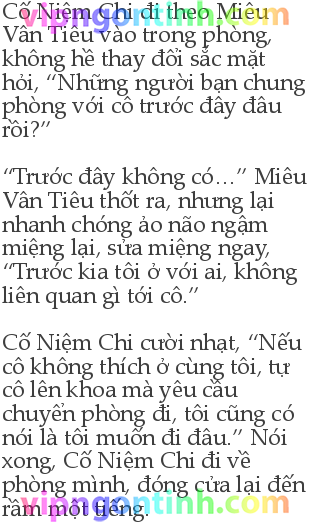 Cố Niệm Chi đi theo Miêu
Vân Tiêu vào trong phòng,
không hề thay đổi sắc mặt
hỏi, “Những người bạn chung
phòng với cô trước đây đâu
rồi?”
“Trước đây không có…” Miêu
Vân Tiêu thốt ra, nhưng lại
nhanh chóng ảo não ngậm
miệng lại, sửa miệng ngay,
“Trước kia tôi ở với ai, không
liên quan gì tới cô.”
Cố Niệm Chi cười nhạt, “Nếu
cô không thích ở cùng tôi, tự
cô lên khoa mà yêu cầu
chuyển phòng đi, tôi cũng có
nói là tôi muốn đi đâu.” Nói
xong, Cố Niệm Chi đi về
phòng mình, đóng cửa lại đến
rầm một tiếng.
vipngontinh.com
vipngontinh.com